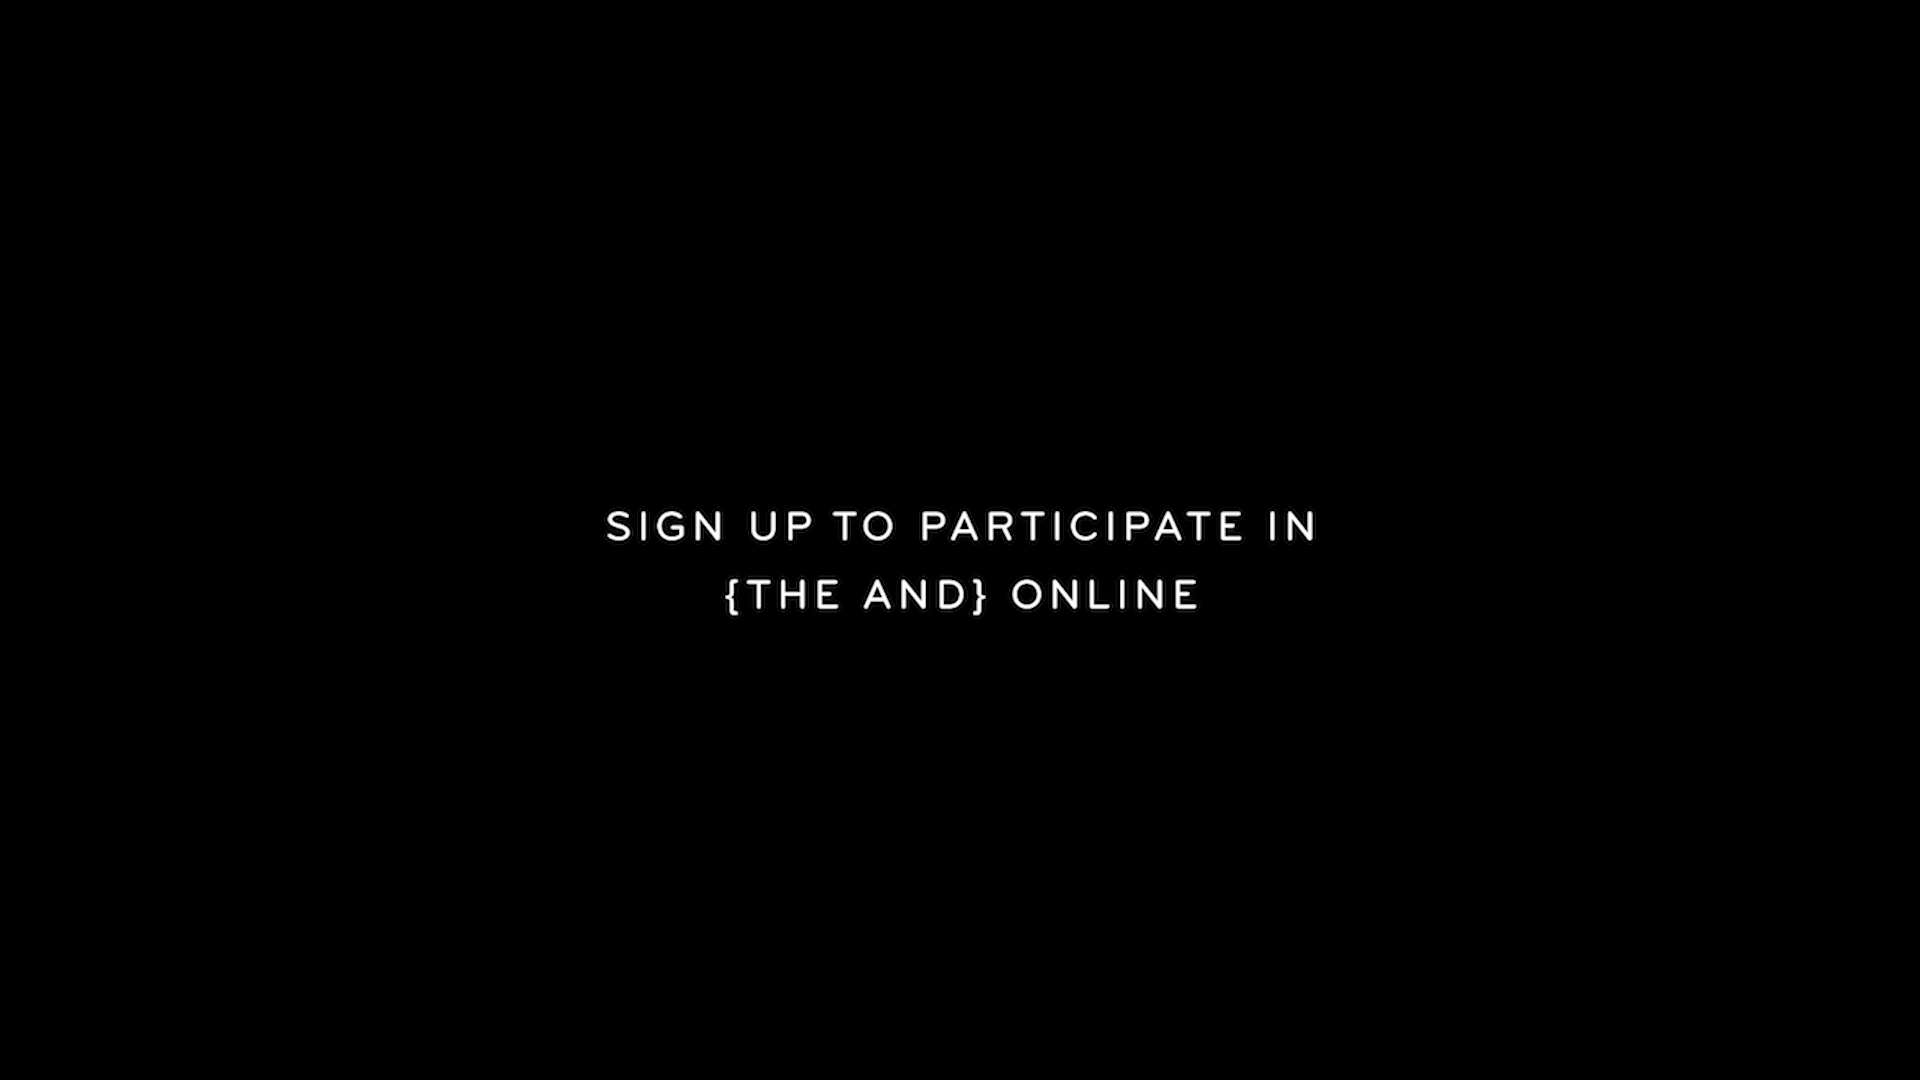 SIGN UP TO PARTICIPATE IN
{THE AND} ONLINE